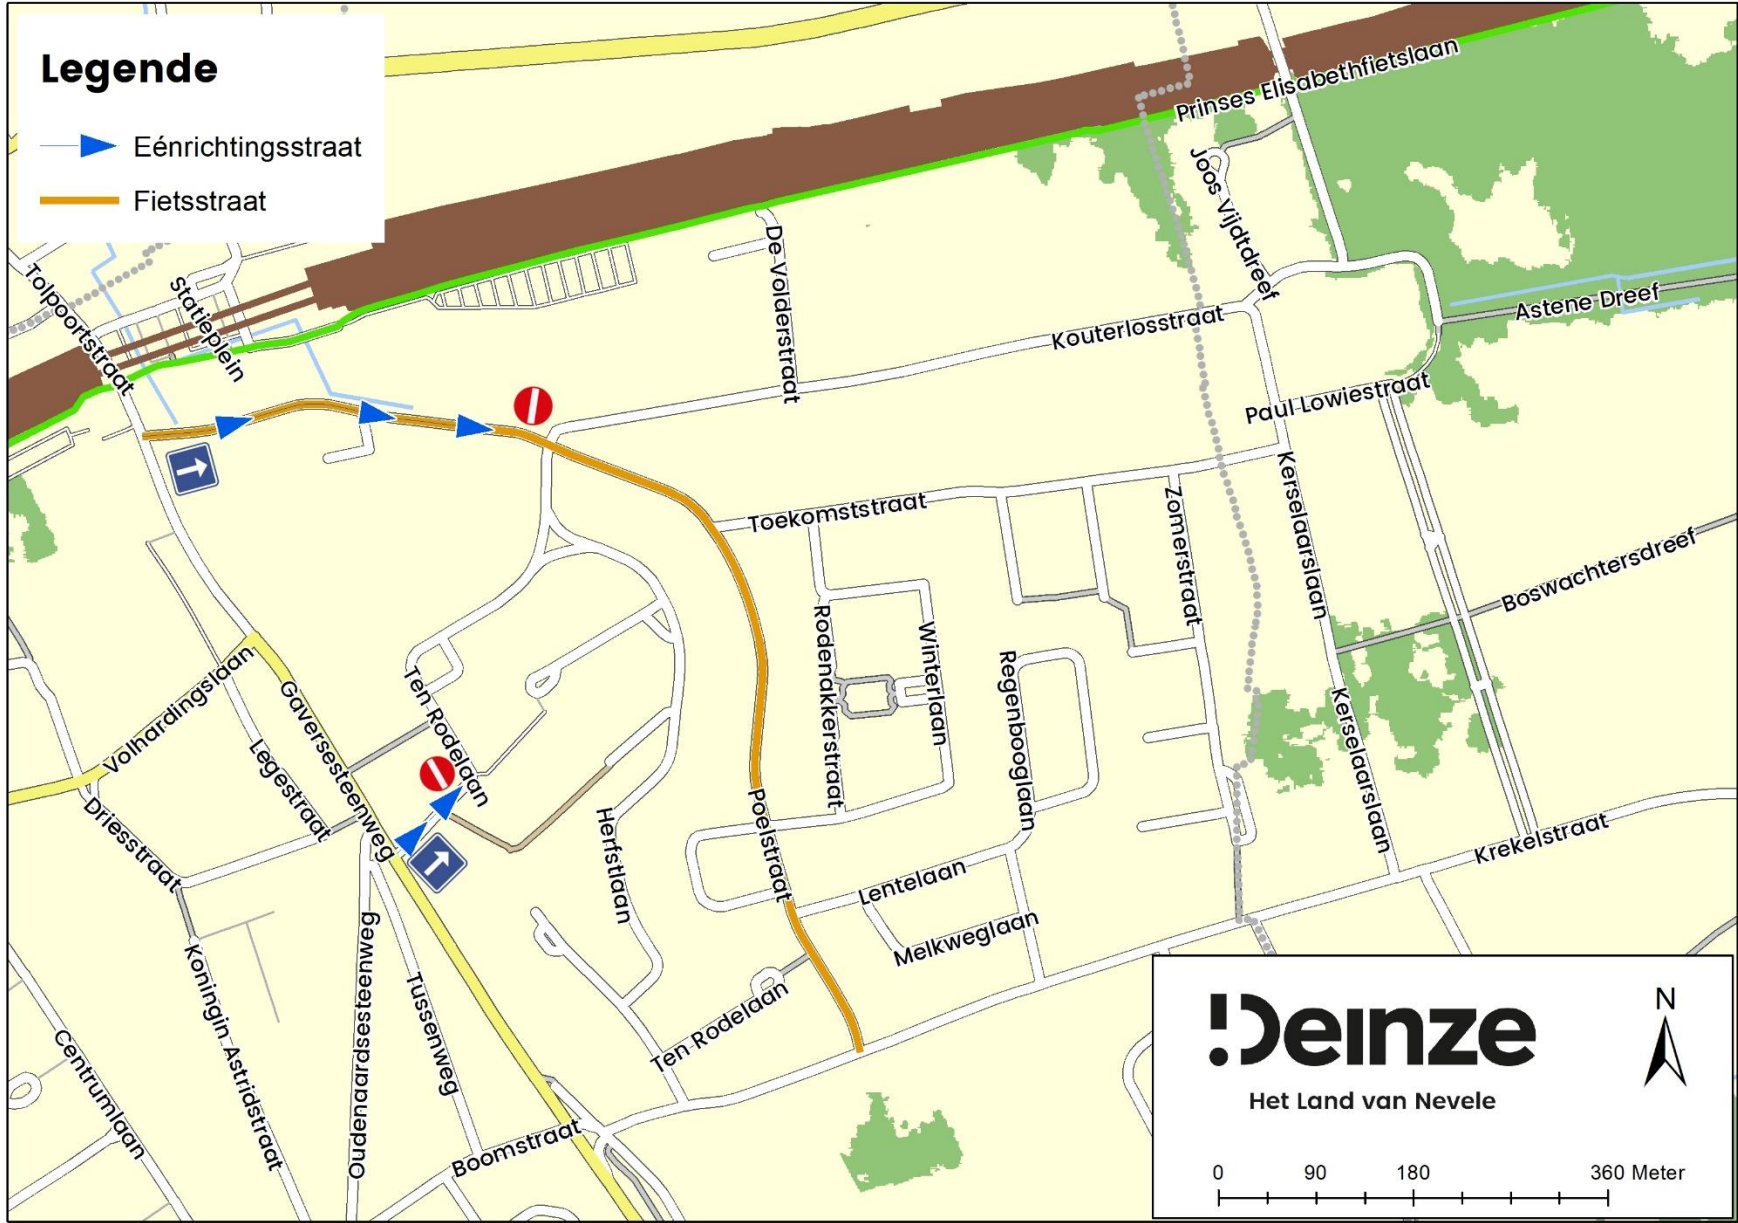 Legende
Eénrichtingsstraat
Fietsstraat
Prinses Elisabethfietslaan
Joos Vijdtdreef
De Volderstraat
Tolpoortstraat
Statieplein
Astene Dreef
Kouterlosstraat
Paul Lowiestraat
Kerselaarslaan
Toekomststraat
Zomerstraat
Boswachtersdreef
Rodenakkerstraat
Winterlaan
Regenbooglaan
Volhardingslaan
Gaversesteenweg
Ten Rodelaan
Legestraat
Kerselaarslaan
Driesstraat
Poelstraat
Herfstlaan
Krekelstraat
Lentelaan
Melkweglaan
Oudenaardsesteenweg
Koningin Astridstraat
Tussenweg
Ten Rodelaan
Centrumlaan
Boomstraat
Deinze
Het Land van Nevele
N
0 90 180 360 Meter